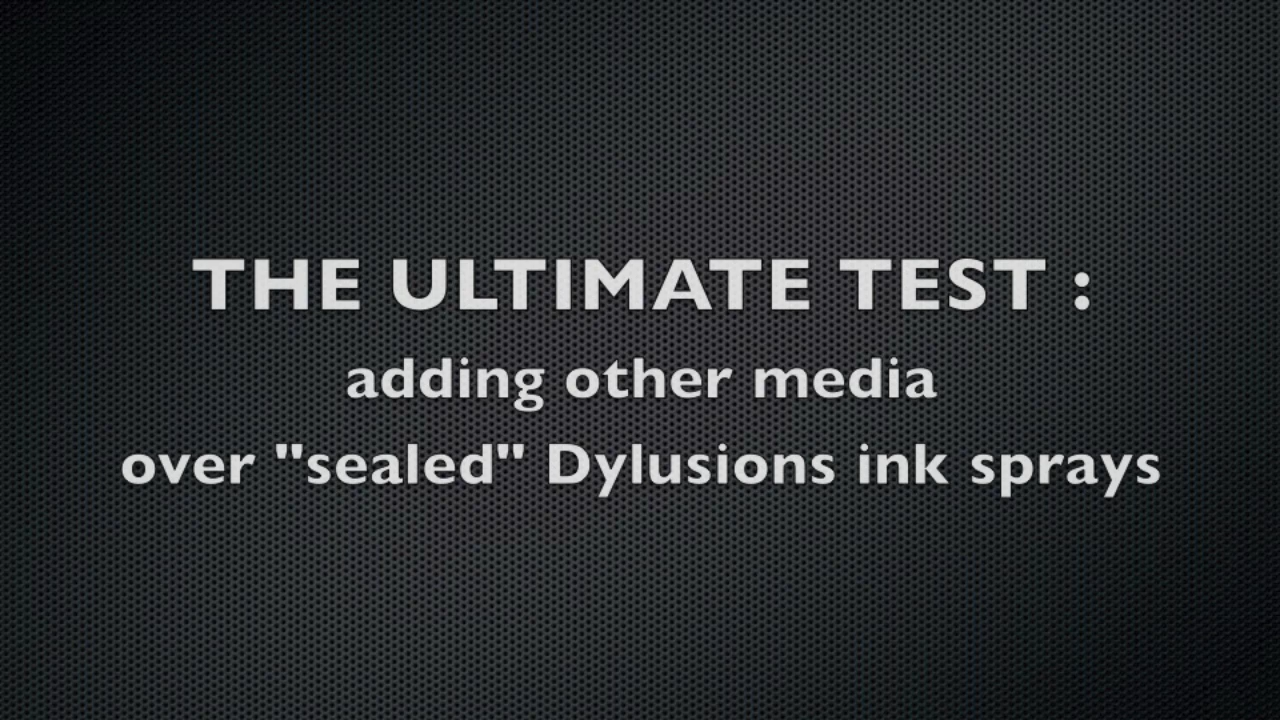 THE ULTIMATE TEST :
adding other media
over "sealed" Dylusions ink sprays